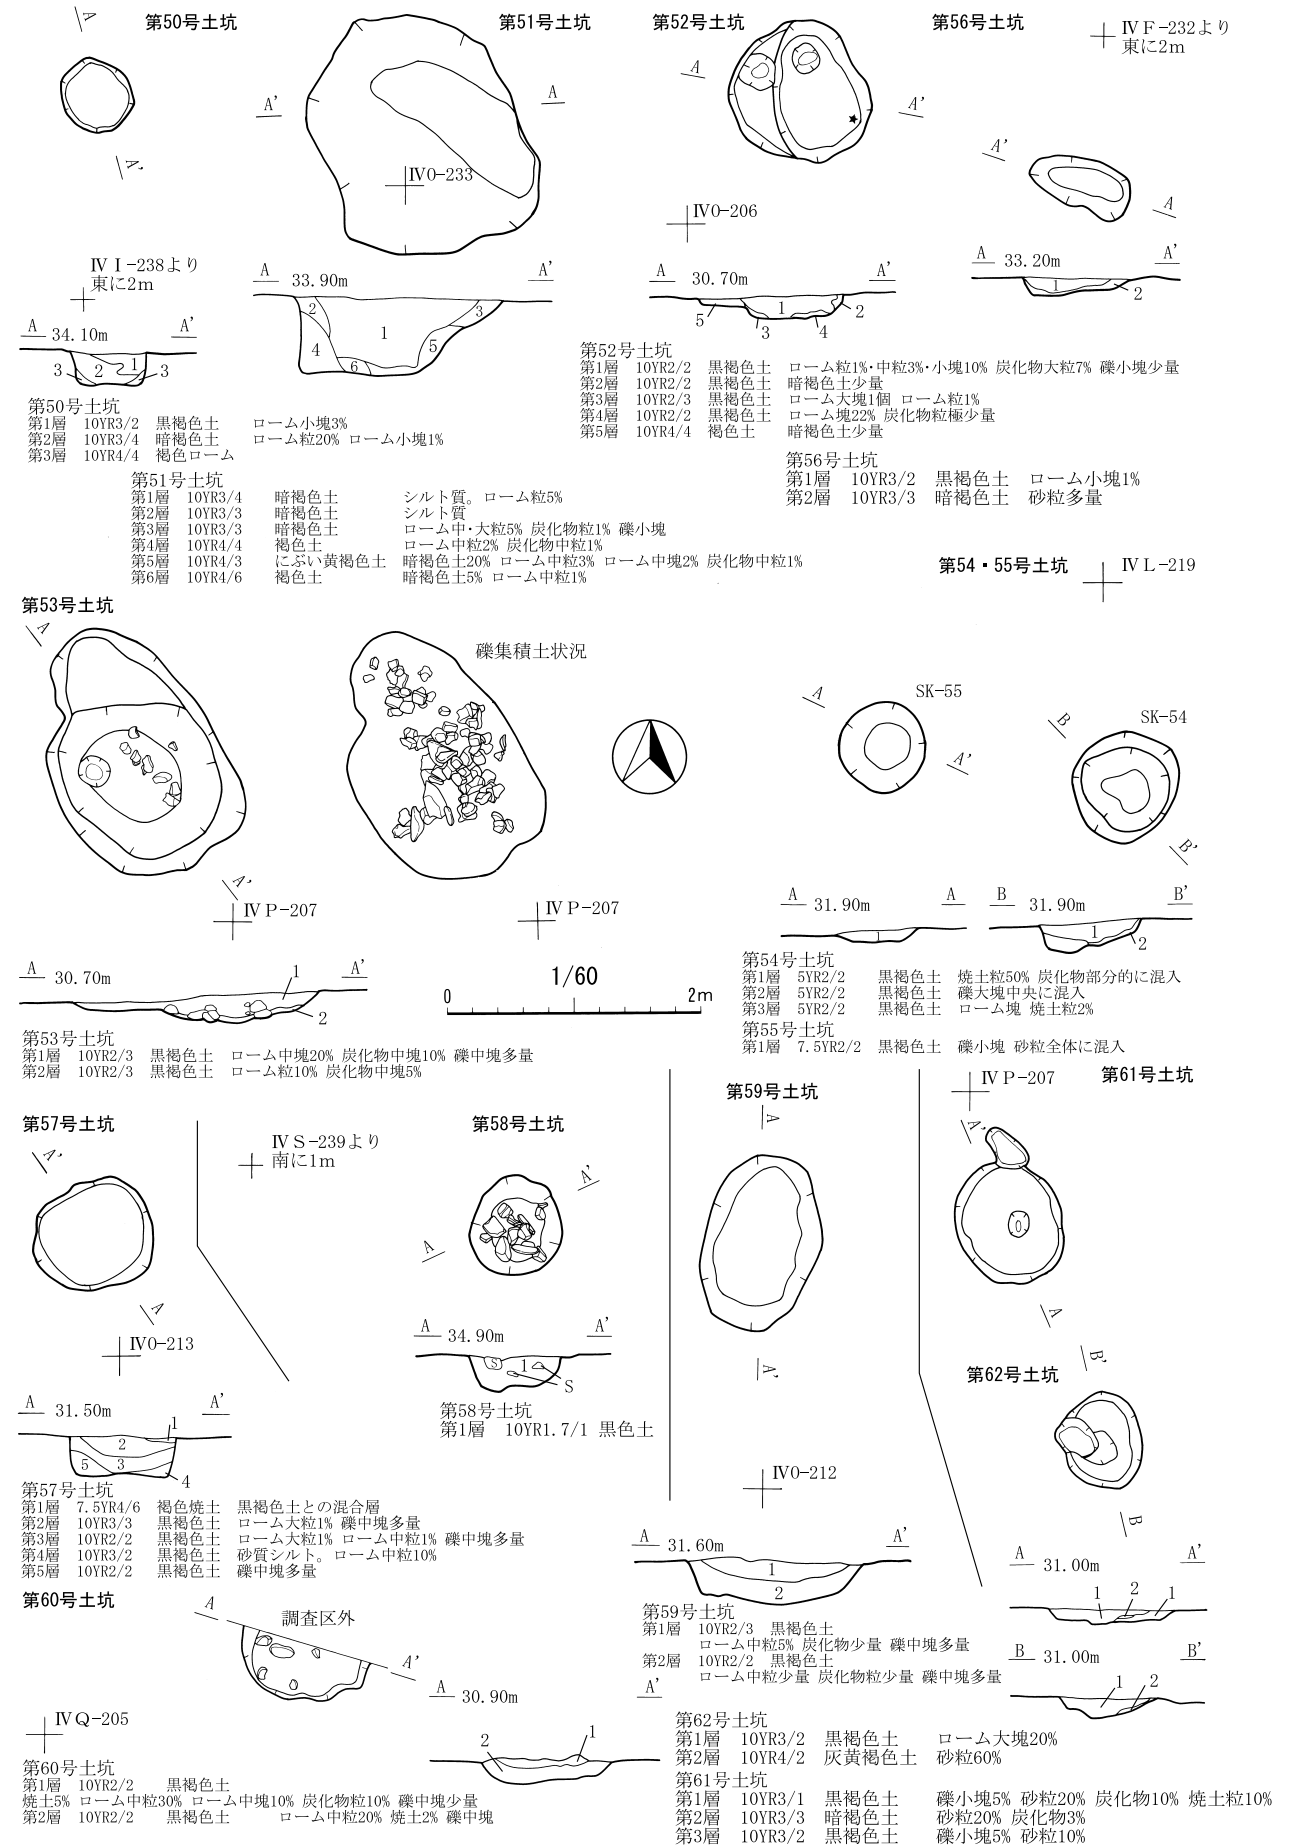 第50号土坑
A
A'
ⅣⅠ-238より
東に2m
A 34.10m A'
1
2
3
3
第50号土坑
第1層 10YR3/2 黒褐色土 ローム小塊3%
第2層 10YR3/4 暗褐色土 ローム粒20% ローム小塊1%
第3層 10YR4/4 褐色ローム
第51号土坑
A'
A
ⅣO-233
A 33.90m A'
1
2
3
4
5
6
第51号土坑
第1層 10YR3/4 暗褐色土 シルト質。ローム粒5%
第2層 10YR3/3 暗褐色土 シルト質
第3層 10YR3/3 暗褐色土 ローム中・大粒5% 炭化物粒1% 礫小塊
第4層 10YR4/4 褐色土 ローム中粒2% 炭化物中粒1%
第5層 10YR4/3 にぶい黄褐色土 暗褐色土20% ローム中粒3% ローム中塊2% 炭化物中粒1%
第6層 10YR4/6 褐色土 暗褐色土5% ローム中粒1%
第52号土坑
A
A'
ⅣO-206
A 30.70m A'
1
2
3
4
5
第52号土坑
第1層 10YR2/2 黒褐色土 ローム粒1%・中粒3%・小塊10% 炭化物大粒7% 礫小塊少量
第2層 10YR2/2 黒褐色土 暗褐色土少量
第3層 10YR2/3 黒褐色土 ローム大塊1個 ローム粒1%
第4層 10YR2/2 黒褐色土 ローム塊22% 炭化物粒極少量
第5層 10YR4/4 褐色土 暗褐色土少量
第56号土坑
ⅣF-232より
東に2m
A'
A
A 33.20m A'
1
2
第56号土坑
第1層 10YR3/2 黒褐色土 ローム小塊1%
第2層 10YR3/3 暗褐色土 砂粒多量
第53号土坑
A
A'
ⅣP-207
礫集積土状況
ⅣP-207
A 30.70m A'
1
2
第53号土坑
第1層 10YR2/3 黒褐色土 ローム中塊20% 炭化物中塊10% 礫中塊多量
第2層 10YR2/3 黒褐色土 ローム粒10% 炭化物中塊5%
1/60
0 2m
第54・55号土坑
ⅣL-219
SK-55
A
A'
SK-54
B
B'
A 31.90m A
1
B 31.90m B'
1
2
第54号土坑
第1層 5YR2/2 黒褐色土 焼土粒50% 炭化物部分的に混入
第2層 5YR2/2 黒褐色土 礫大塊中央に混入
第3層 5YR2/2 黒褐色土 ローム塊 焼土粒2%
第55号土坑
第1層 7.5YR2/2 黒褐色土 礫小塊 砂粒全体に混入
第57号土坑
A'
A
ⅣO-213
A 31.50m A'
1
2
3
4
5
第57号土坑
第1層 7.5YR4/6 褐色焼土 黒褐色土との混合層
第2層 10YR3/3 黒褐色土 ローム大粒1% 礫中塊多量
第3層 10YR2/2 黒褐色土 ローム大粒1% ローム中粒1% 礫中塊多量
第4層 10YR3/2 黒褐色土 砂質シルト。ローム中粒10%
第5層 10YR2/2 黒褐色土 礫中塊多量
ⅣS-239より
南に1m
第58号土坑
A'
A
A 34.90m A'
S
1
S
第58号土坑
第1層 10YR1.7/1 黒色土
第59号土坑
A
A'
ⅣO-212
A 31.60m A'
1
2
第59号土坑
第1層 10YR2/3 黒褐色土
ローム中粒5% 炭化物少量 礫中塊多量
第2層 10YR2/2 黒褐色土
ローム中粒少量 炭化物粒少量 礫中塊多量
第60号土坑
A
調査区外
A'
ⅣQ-205
A 30.90m A'
1
2
第60号土坑
第1層 10YR2/2 黒褐色土
焼土5% ローム中粒30% ローム中塊10% 炭化物粒10% 礫中塊少量
第2層 10YR2/2 黒褐色土 ローム中粒20% 焼土2% 礫中塊
ⅣP-207
第61号土坑
A'
A
第62号土坑
B'
B
A 31.00m A'
1
2
1
B 31.00m B'
1
2
第62号土坑
第1層 10YR3/2 黒褐色土 ローム大塊20%
第2層 10YR4/2 灰黄褐色土 砂粒60%
第61号土坑
第1層 10YR3/1 黒褐色土 礫小塊5% 砂粒20% 炭化物10% 焼土粒10%
第2層 10YR3/3 暗褐色土 砂粒20% 炭化物3%
第3層 10YR3/2 黒褐色土 礫小塊5% 砂粒10%